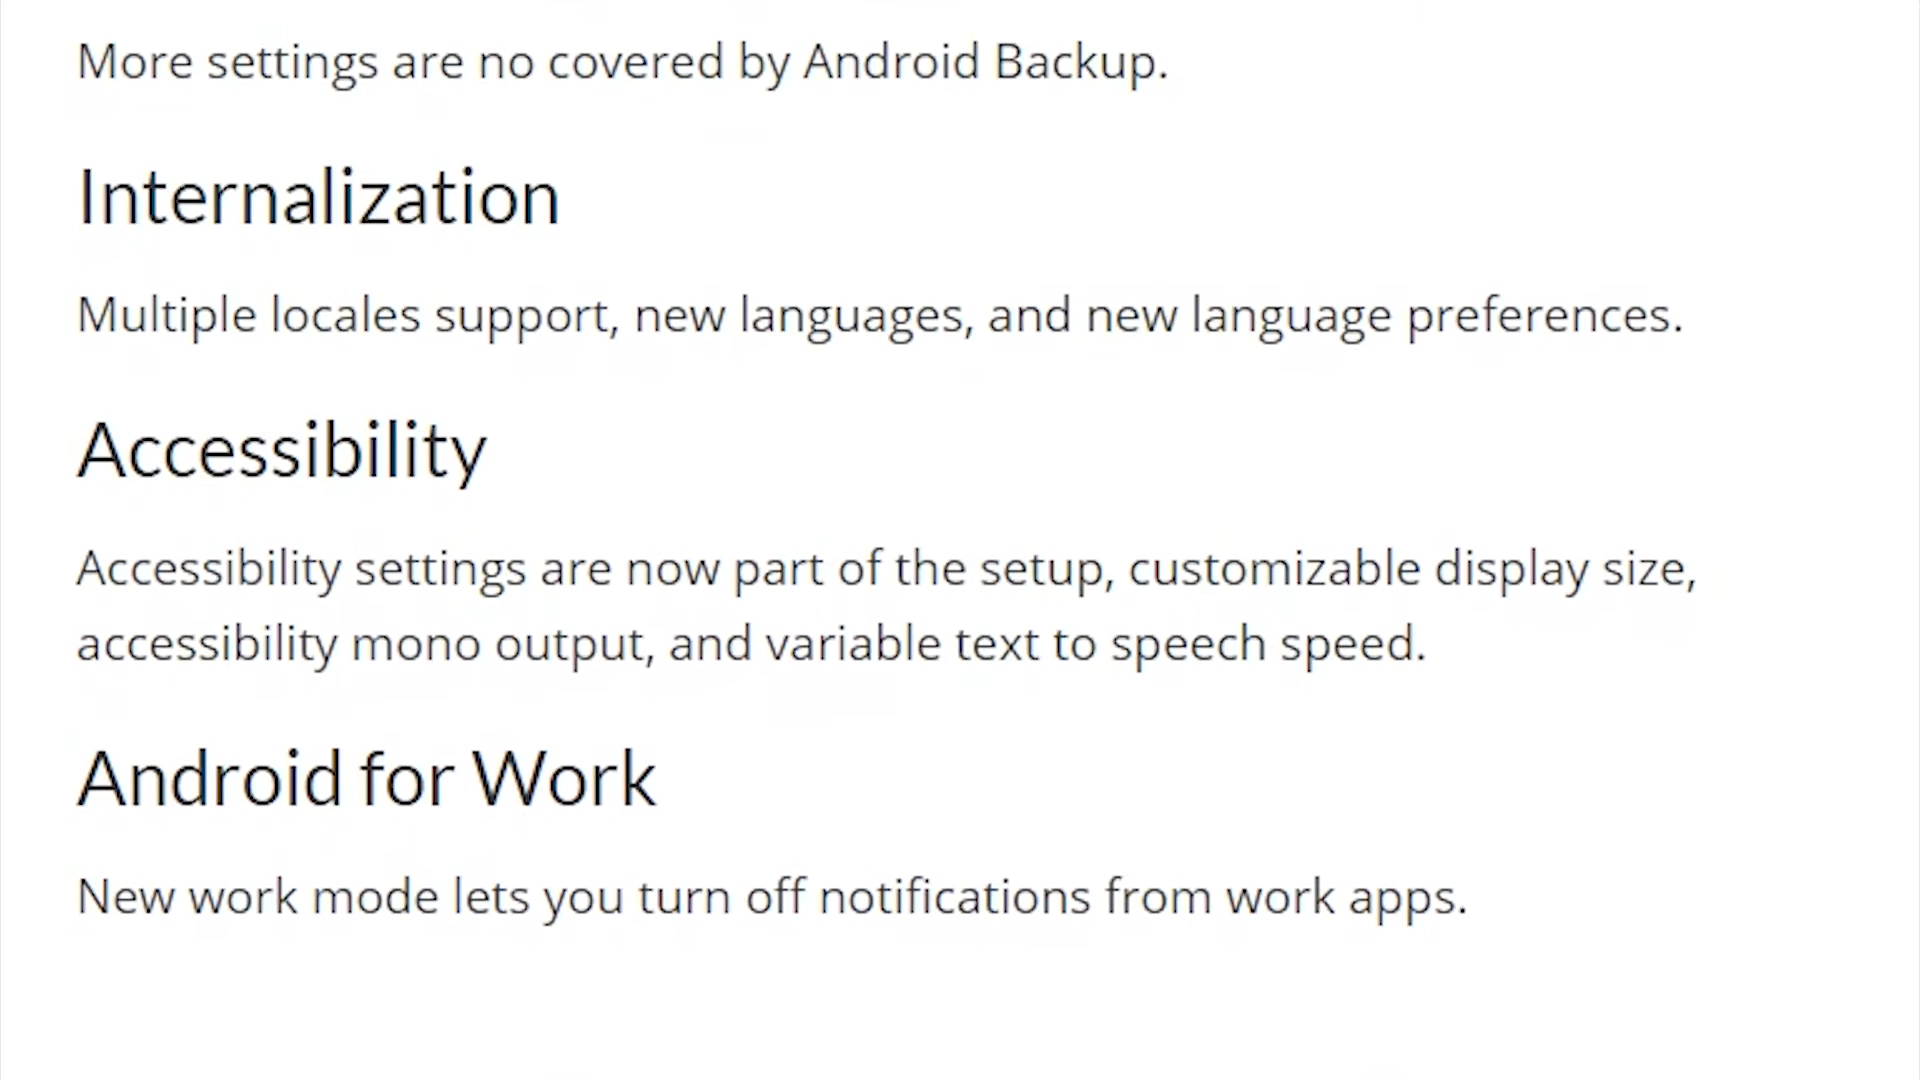 More settings are no covered by Android Backup.
Internalization
Multiple locales support, new languages, and new language preferences.
Accessibility
Accessibility settings are now part of the setup, customizable display size,
accessibility mono output, and variable text to speech speed.
Android for Work
New work mode lets you turn off notifications from work apps.